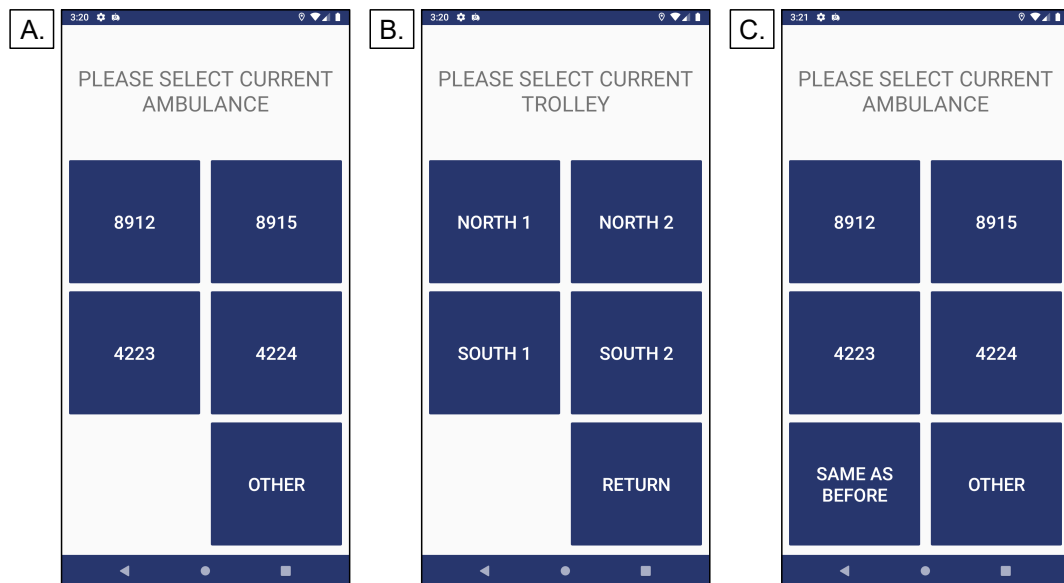 A.
3:20
PLEASE SELECT CURRENT
AMBULANCE
8912
8915
4223
4224
OTHER
B.
3:20
PLEASE SELECT CURRENT
TROLLEY
NORTH 1
NORTH 2
SOUTH 1
SOUTH 2
RETURN
C.
3:21
PLEASE SELECT CURRENT
AMBULANCE
8912
8915
4223
4224
SAME AS
BEFORE
OTHER